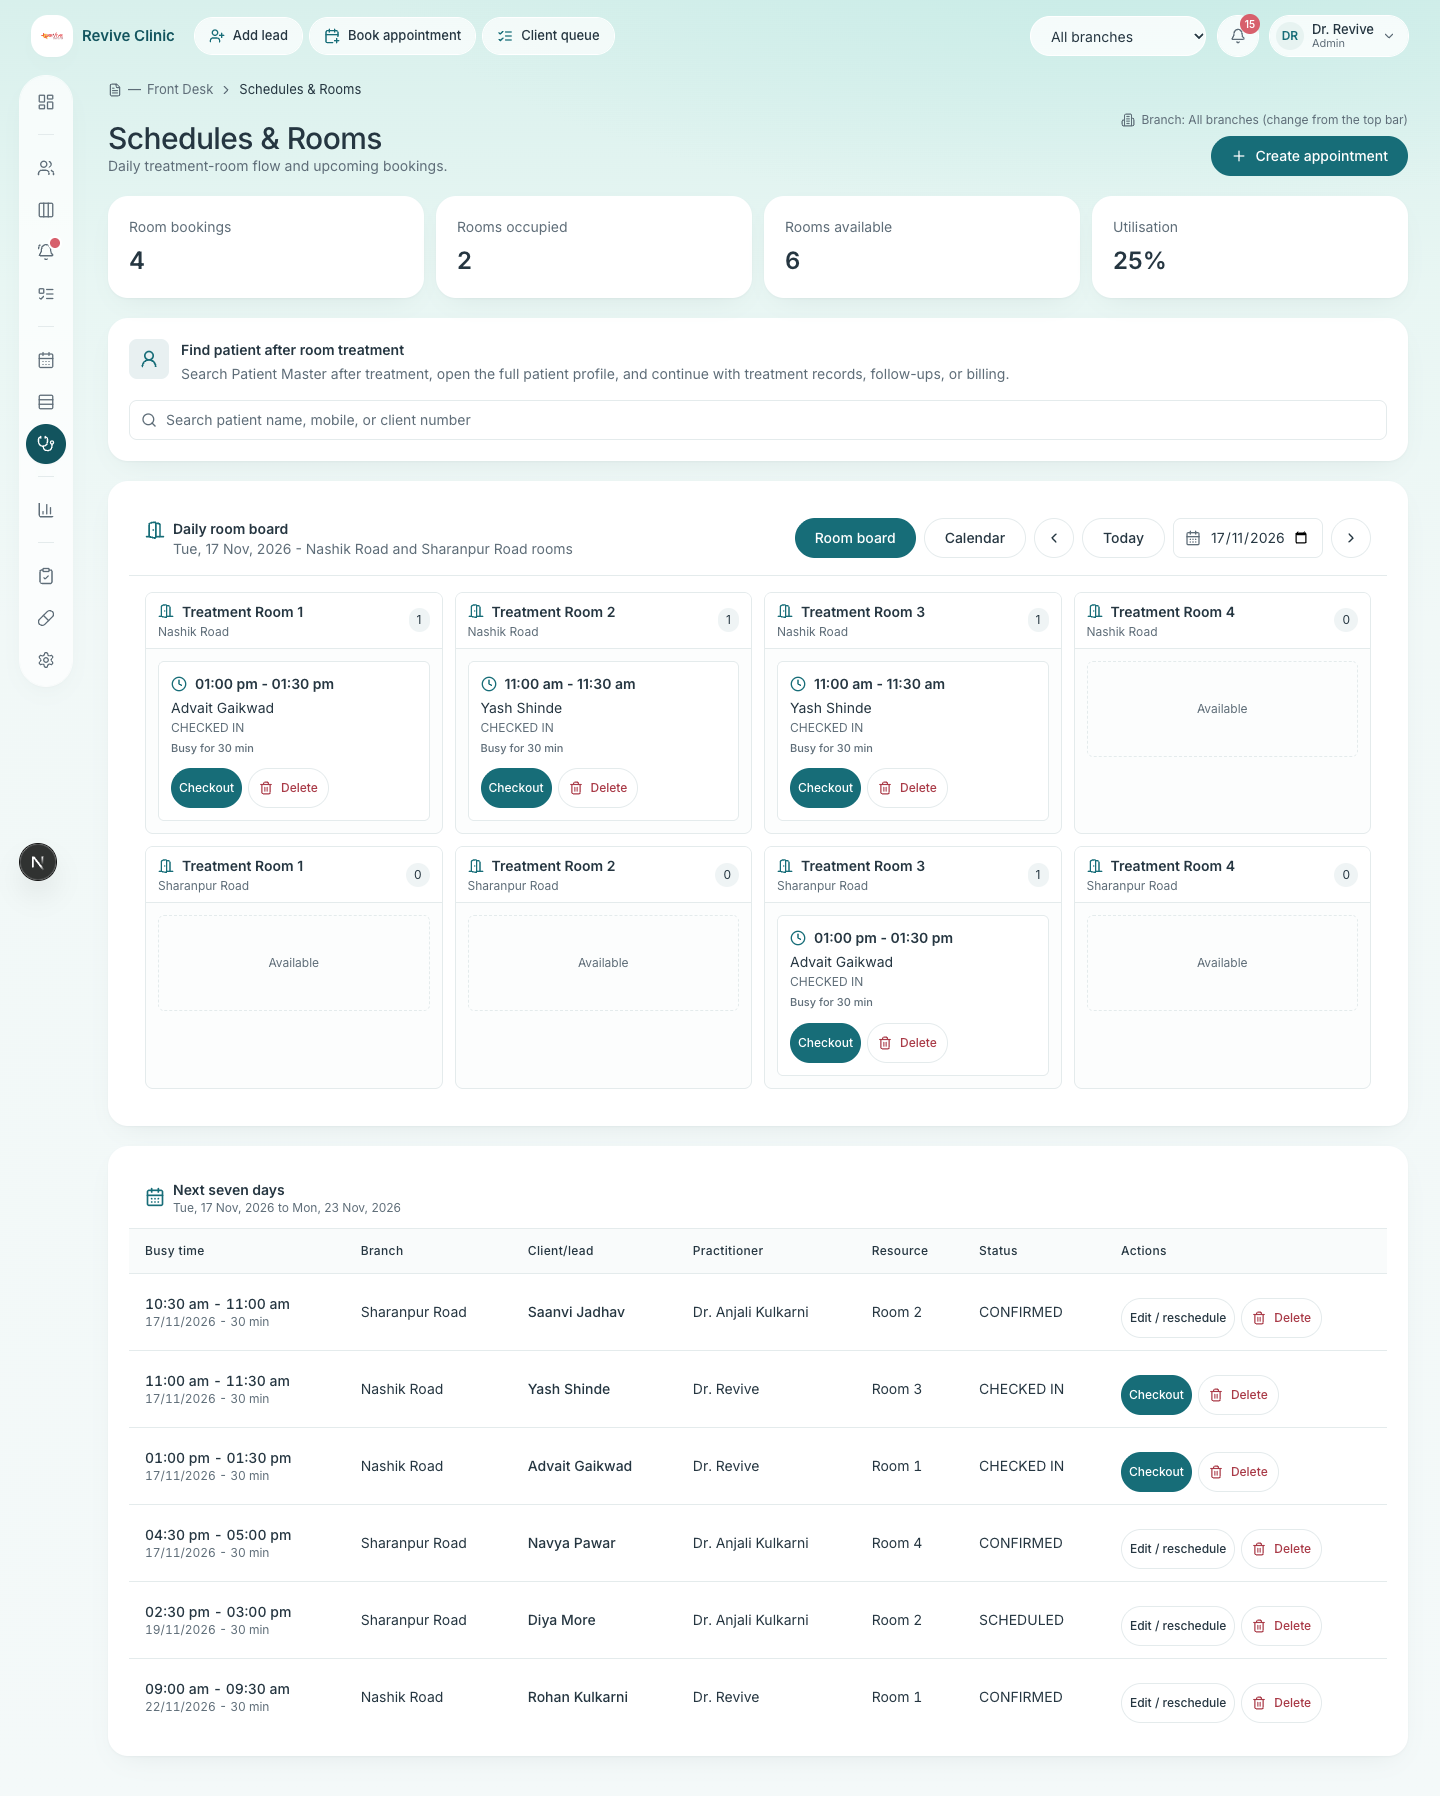 Revive Clinic
Add lead
Book appointment
Client queue
All branches
15
DR
Dr. Revive
Admin
— Front Desk > Schedules & Rooms
Schedules & Rooms
Daily treatment-room flow and upcoming bookings.
Branch: All branches (change from the top bar)
Create appointment
Room bookings
4
Rooms occupied
2
Rooms available
6
Utilisation
25%
Find patient after room treatment
Search Patient Master after treatment, open the full patient profile, and continue with treatment records, follow-ups, or billing.
Search patient name, mobile, or client number
Daily room board
Tue, 17 Nov, 2026 - Nashik Road and Sharanpur Road rooms
Room board
Calendar
Today
17/11/2026
Treatment Room 1
Nashik Road
1
01:00 pm - 01:30 pm
Advait Gaikwad
CHECKED IN
Busy for 30 min
Checkout
Delete
Treatment Room 2
Nashik Road
1
11:00 am - 11:30 am
Yash Shinde
CHECKED IN
Busy for 30 min
Checkout
Delete
Treatment Room 3
Nashik Road
1
11:00 am - 11:30 am
Yash Shinde
CHECKED IN
Busy for 30 min
Checkout
Delete
Treatment Room 4
Nashik Road
0
Available
Treatment Room 1
Sharanpur Road
0
Available
Treatment Room 2
Sharanpur Road
0
Available
Treatment Room 3
Sharanpur Road
1
01:00 pm - 01:30 pm
Advait Gaikwad
CHECKED IN
Busy for 30 min
Checkout
Delete
Treatment Room 4
Sharanpur Road
0
Available
N
Next seven days
Tue, 17 Nov, 2026 to Mon, 23 Nov, 2026
Busy time Branch Client/lead Practitioner Resource Status Actions
10:30 am - 11:00 am
17/11/2026 - 30 min
Sharanpur Road Saanvi Jadhav Dr. Anjali Kulkarni Room 2 CONFIRMED Edit / reschedule Delete
11:00 am - 11:30 am
17/11/2026 - 30 min
Nashik Road Yash Shinde Dr. Revive Room 3 CHECKED IN Checkout Delete
01:00 pm - 01:30 pm
17/11/2026 - 30 min
Nashik Road Advait Gaikwad Dr. Revive Room 1 CHECKED IN Checkout Delete
04:30 pm - 05:00 pm
17/11/2026 - 30 min
Sharanpur Road Navya Pawar Dr. Anjali Kulkarni Room 4 CONFIRMED Edit / reschedule Delete
02:30 pm - 03:00 pm
19/11/2026 - 30 min
Sharanpur Road Diya More Dr. Anjali Kulkarni Room 2 SCHEDULED Edit / reschedule Delete
09:00 am - 09:30 am
22/11/2026 - 30 min
Nashik Road Rohan Kulkarni Dr. Revive Room 1 CONFIRMED Edit / reschedule Delete